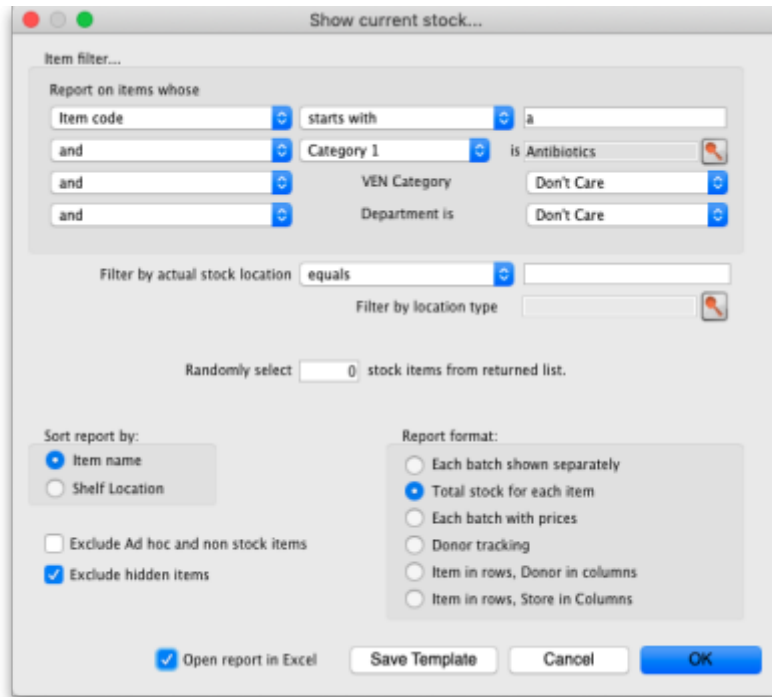 Show current stock...
Item filter...
Report on items whose
Item code starts with a
and Category 1 is Antibiotics
and VEN Category Don't Care
and Department is Don't Care
Filter by actual stock location equals
Filter by location type
Randomly select 0 stock items from returned list.
Sort report by:
Item name
Shelf Location
Exclude Ad hoc and non stock items
Exclude hidden items
Report format:
Each batch shown separately
Total stock for each item
Each batch with prices
Donor tracking
Item in rows, Donor in columns
Item in rows, Store in Columns
Open report in Excel Save Template Cancel OK